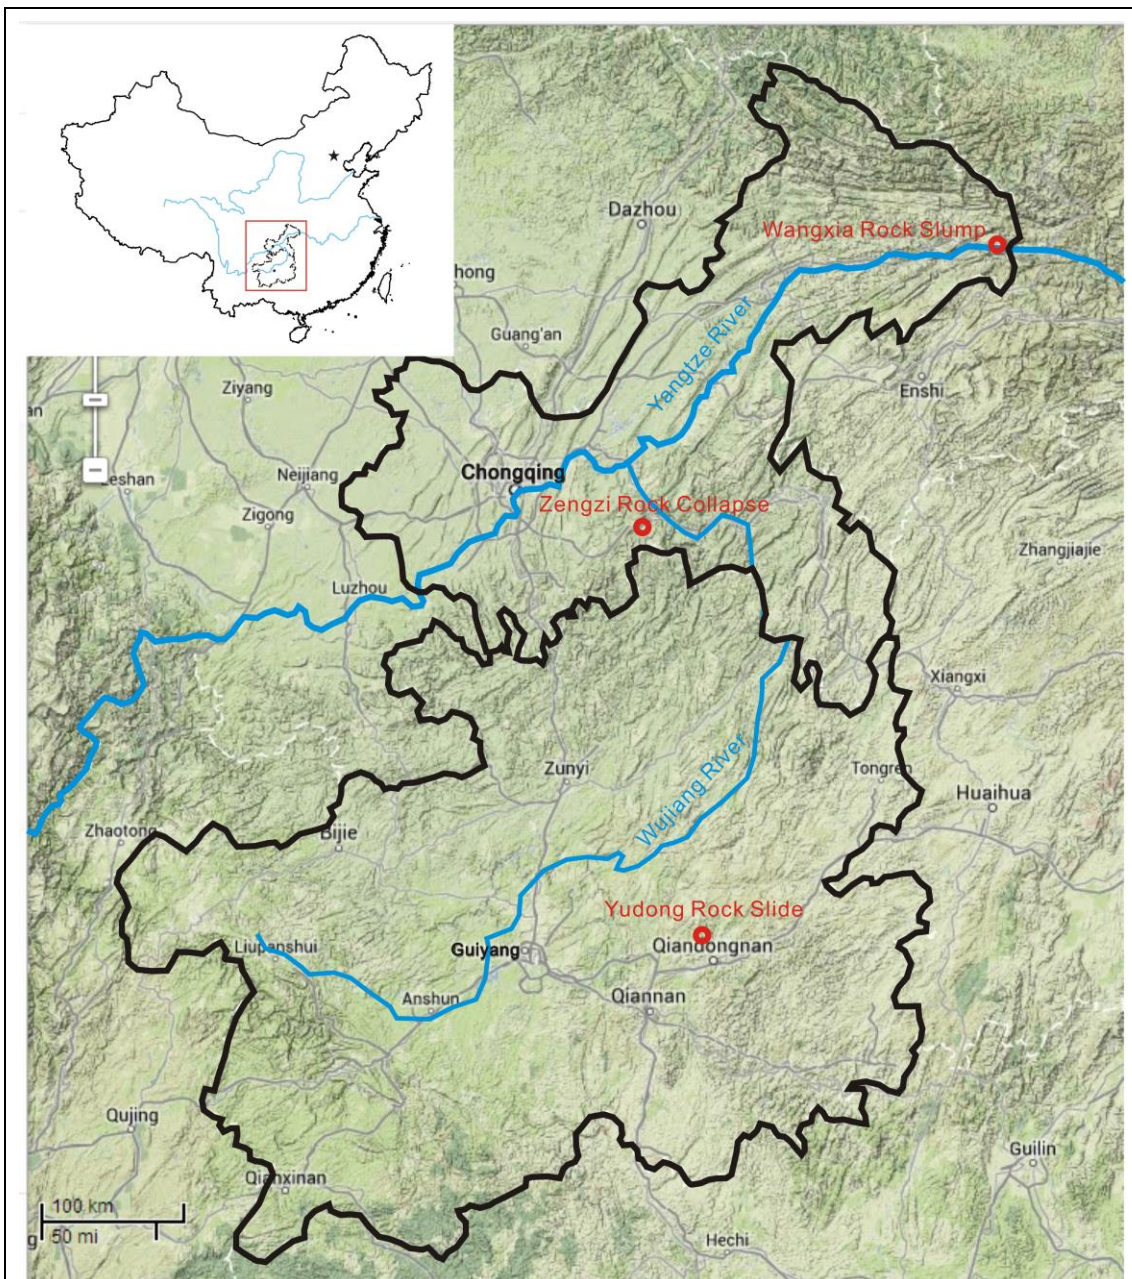 Dazhou
Wangxia Rock Slump
hong
Guang'an
Yangtze River
Ziyang
an
Enshi
Chongqing
Neijiang
Leshan
Zengzi Rock Collapse
Zigong
Zhangjiajie
Luzhou
Xiangxi
Zunyi
Tongren
Wujiang River
Huaihua
Zhaotong
Bijie
Yudong Rock Slide
Liupanshui
Guiyang
Qiandongnan
Anshun
Qiannan
Qujing
Guilin
Qianxinan
100 km
50 mi
g
Hechi